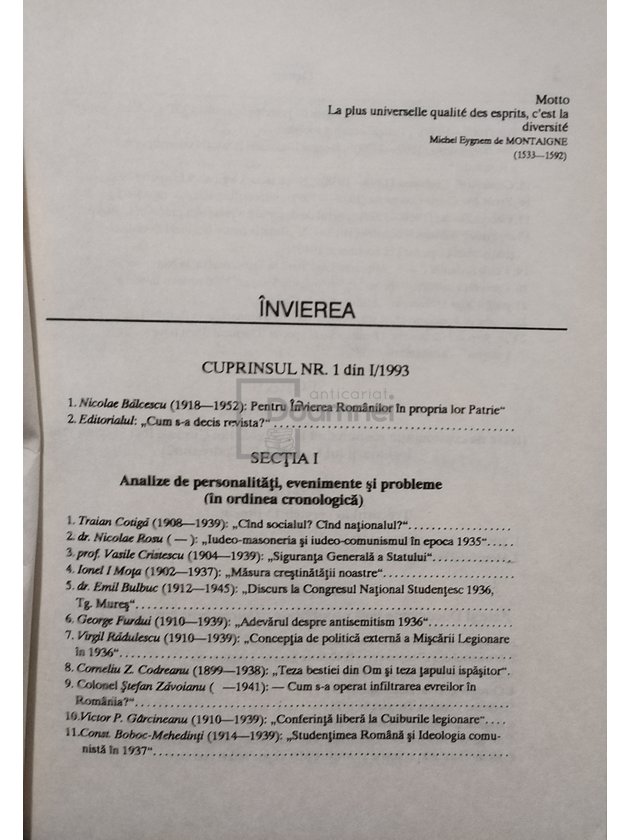 Motto
La plus universelle qualité des esprits, c'est la
diversité
Michel Eygnem de MONTAIGNE
(1533—1592)
ÎNVIEREA
CUPRINSUL NR. 1 din I/1993
anticariat
1. Nicolae Bălcescu (1918—1952): Pentru Învierea Românilor în propria lor Patrie“
2. Editorialul: „Cum s-a decis revista?“
SECŢIA I
Analize de personalităţi, evenimente şi probleme
(în ordinea cronologică)
1. Traian Cotigă (1908—1939): „Cînd socialul? Cînd naţionalul?“
2. dr. Nicolae Rosu ( — ): „Iudeo-masoneria şi iudeo-comunismul în epoca 1935“
3. prof. Vasile Cristescu (1904—1939): „Siguranţa Generală a Statului“
4. Ionel I Moţa (1902—1937): „Măsura creştinătăţii noastre“
5. dr. Emil Bulbuc (1912—1945): „Discurs la Congresul Naţional Studenţesc 1936,
Tg. Mureş“
6. George Furdui (1910—1939): „Adevărul despre antisemitism 1936“
7. Virgil Rădulescu (1910—1939): „Concepţia de politică externă a Mişcării Legionare
în 1936“
8. Corneliu Z. Codreanu (1899—1938): „Teza bestiei din Om şi teza ţapului ispăşitor“.
9. Colonel Ştefan Zăvoianu ( —1941): — Cum s-a operat infiltrarea evreilor în
România?“
10. Victor P. Gârcineanu (1910—1939): „Conferinţă liberă la Cuiburile legionare“
11. Const. Boboc-Mehedinţi (1914—1939): „Studenţimea Română şi Ideologia comu-
nistă în 1937“